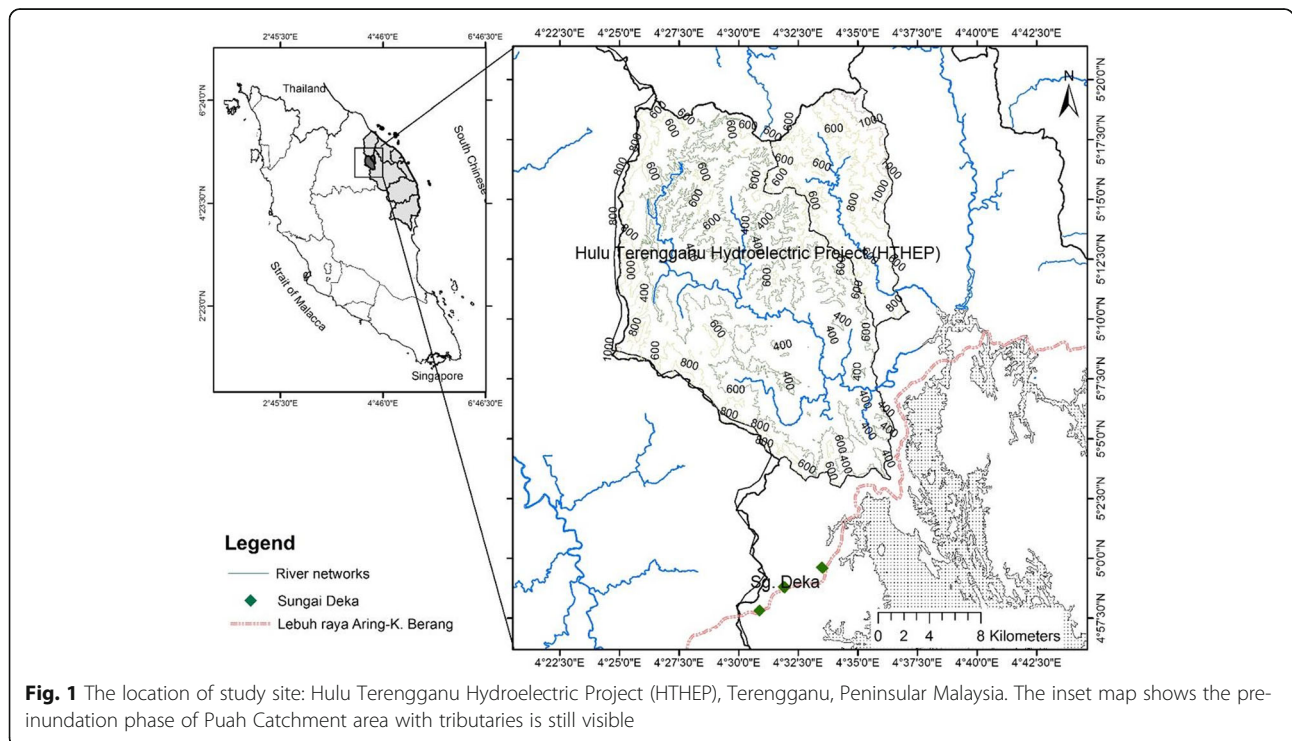 2°45'30"E 4°46'0"E 6°46'30"E
6°24'0"N
4°23'30"N
2°23'0"N
Thailand
South Chinese
Strait of Malacca
Singapore
2°45'30"E 4°46'0"E 6°46'30"E
4°22'30"E 4°25'0"E 4°27'30"E 4°30'0"E 4°32'30"E 4°35'0"E 4°37'30"E 4°40'0"E 4°42'30"E
N
5°20'0"N
5°17'30"N
5°15'0"N
5°12'30"N
5°10'0"N
5°7'30"N
5°5'0"N
5°2'30"N
5°0'0"N
4°57'30"N
Hulu Terengganu Hydroelectric Project (HTHEP)
Sg. Deka
0 2 4 8 Kilometers
4°22'30"E 4°25'0"E 4°27'30"E 4°30'0"E 4°32'30"E 4°35'0"E 4°37'30"E 4°40'0"E 4°42'30"E
Legend
River networks
Sungai Deka
Lebuh raya Aring-K. Berang
Fig. 1 The location of study site: Hulu Terengganu Hydroelectric Project (HTHEP), Terengganu, Peninsular Malaysia. The inset map shows the pre-
inundation phase of Puah Catchment area with tributaries is still visible